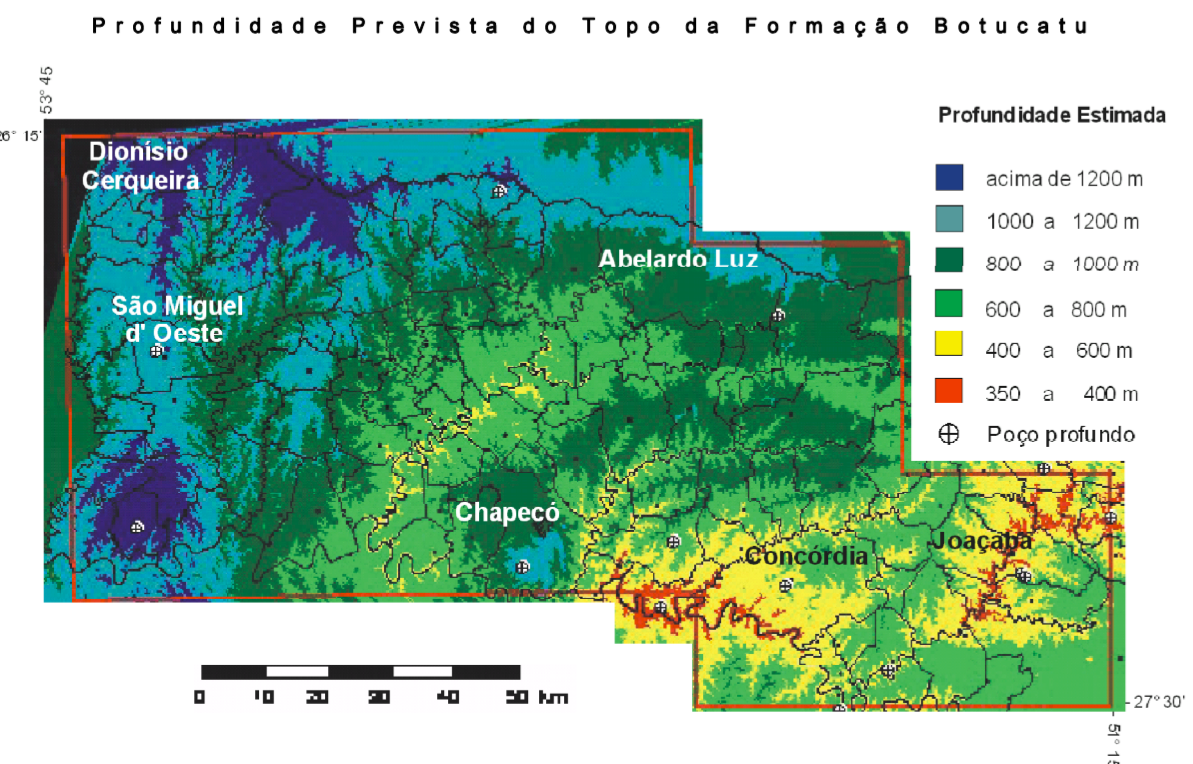 Profundidade Prevista do Topo da Formação Botucatu
53° 45
6° 15'
Dionísio
Cerqueira
São Miguel
d' Oeste
Abelardo Luz
Chapecó
Concórdia
Joaçaba
Profundidade Estimada
acima de 1200 m
1000 a 1200 m
800 a 1000 m
600 a 800 m
400 a 600 m
350 a 400 m
Poço profundo
0 10 20 30 40 50 km
27° 30'
51° 15